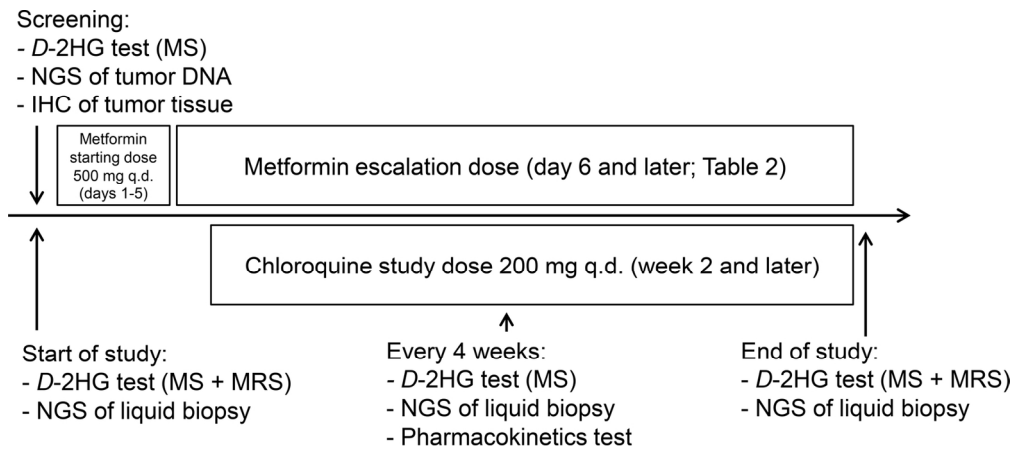 Screening:
- D-2HG test (MS)
- NGS of tumor DNA
- IHC of tumor tissue
Metformin
starting dose
500 mg q.d.
(days 1-5)
Metformin escalation dose (day 6 and later; Table 2)
Chloroquine study dose 200 mg q.d. (week 2 and later)
Start of study:
- D-2HG test (MS + MRS)
- NGS of liquid biopsy
Every 4 weeks:
- D-2HG test (MS)
- NGS of liquid biopsy
- Pharmacokinetics test
End of study:
- D-2HG test (MS + MRS)
- NGS of liquid biopsy